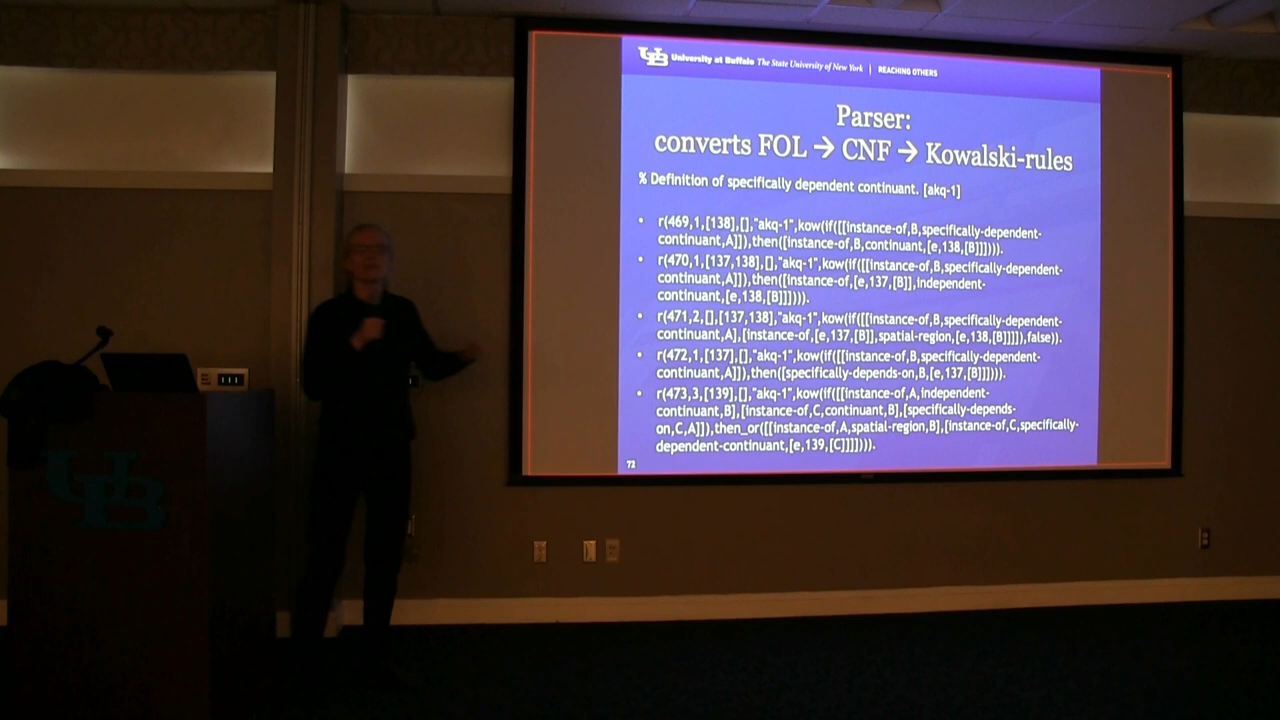 UB University at Buffalo The State University of New York | REACHING OTHERS
Parser:
converts FOL → CNF → Kowalski-rules
% Definition of specifically dependent continuant. [akq-1]
• r(469,1,[138],[],"akq-1",kow(if([[instance-of,B,specifically-dependent-
continuant,A]]),then([instance-of,B,continuant,[e,138,[B]]]))).
• r(470,1,[137,138],[],"akq-1",kow(if([[instance-of,B,specifically-dependent-
continuant,A]]),then([instance-of,[e,137,[B]],independent-
continuant,[e,138,[B]]]))).
• r(471,2,[],[137,138],"akq-1",kow(if([[instance-of,B,specifically-dependent-
continuant,A],[instance-of,[e,137,[B]],spatial-region,[e,138,[B]]]]),false)).
• r(472,1,[137],[],"akq-1",kow(if([[instance-of,B,specifically-dependent-
continuant,A]]),then([specifically-depends-on,B,[e,137,[B]]]))).
• r(473,3,[139],[],"akq-1",kow(if([[instance-of,A,independent-
continuant,B],[instance-of,C,continuant,B],[specifically-depends-
on,C,A]]),then_or([[instance-of,A,spatial-region,B],[instance-of,C,specifically-
dependent-continuant,[e,139,[C]]]]))).
72
UB